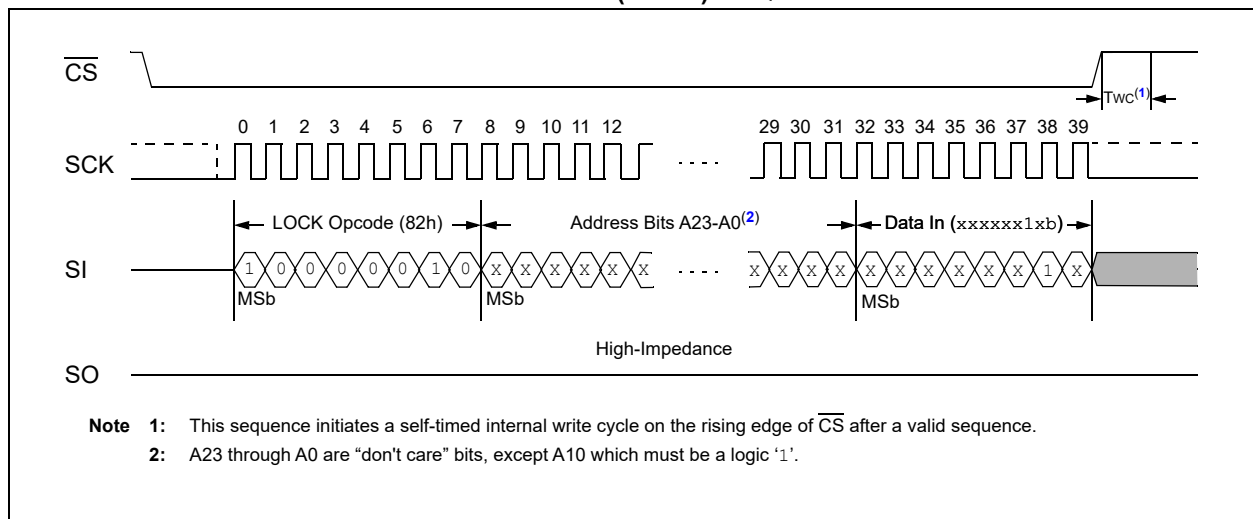 CS
TWC(1)
0 1 2 3 4 5 6 7 8 9 10 11 12 29 30 31 32 33 34 35 36 37 38 39
SCK
LOCK Opcode (82h) Address Bits A23-A0(2) Data In (xxxxxx1xb)
SI 1 0 0 0 0 0 1 0 X X X X X X X X X X X X X X X X 1 X
MSb MSb MSb
High-Impedance
SO
Note 1: This sequence initiates a self-timed internal write cycle on the rising edge of CS after a valid sequence.
2: A23 through A0 are “don't care” bits, except A10 which must be a logic ‘1’.